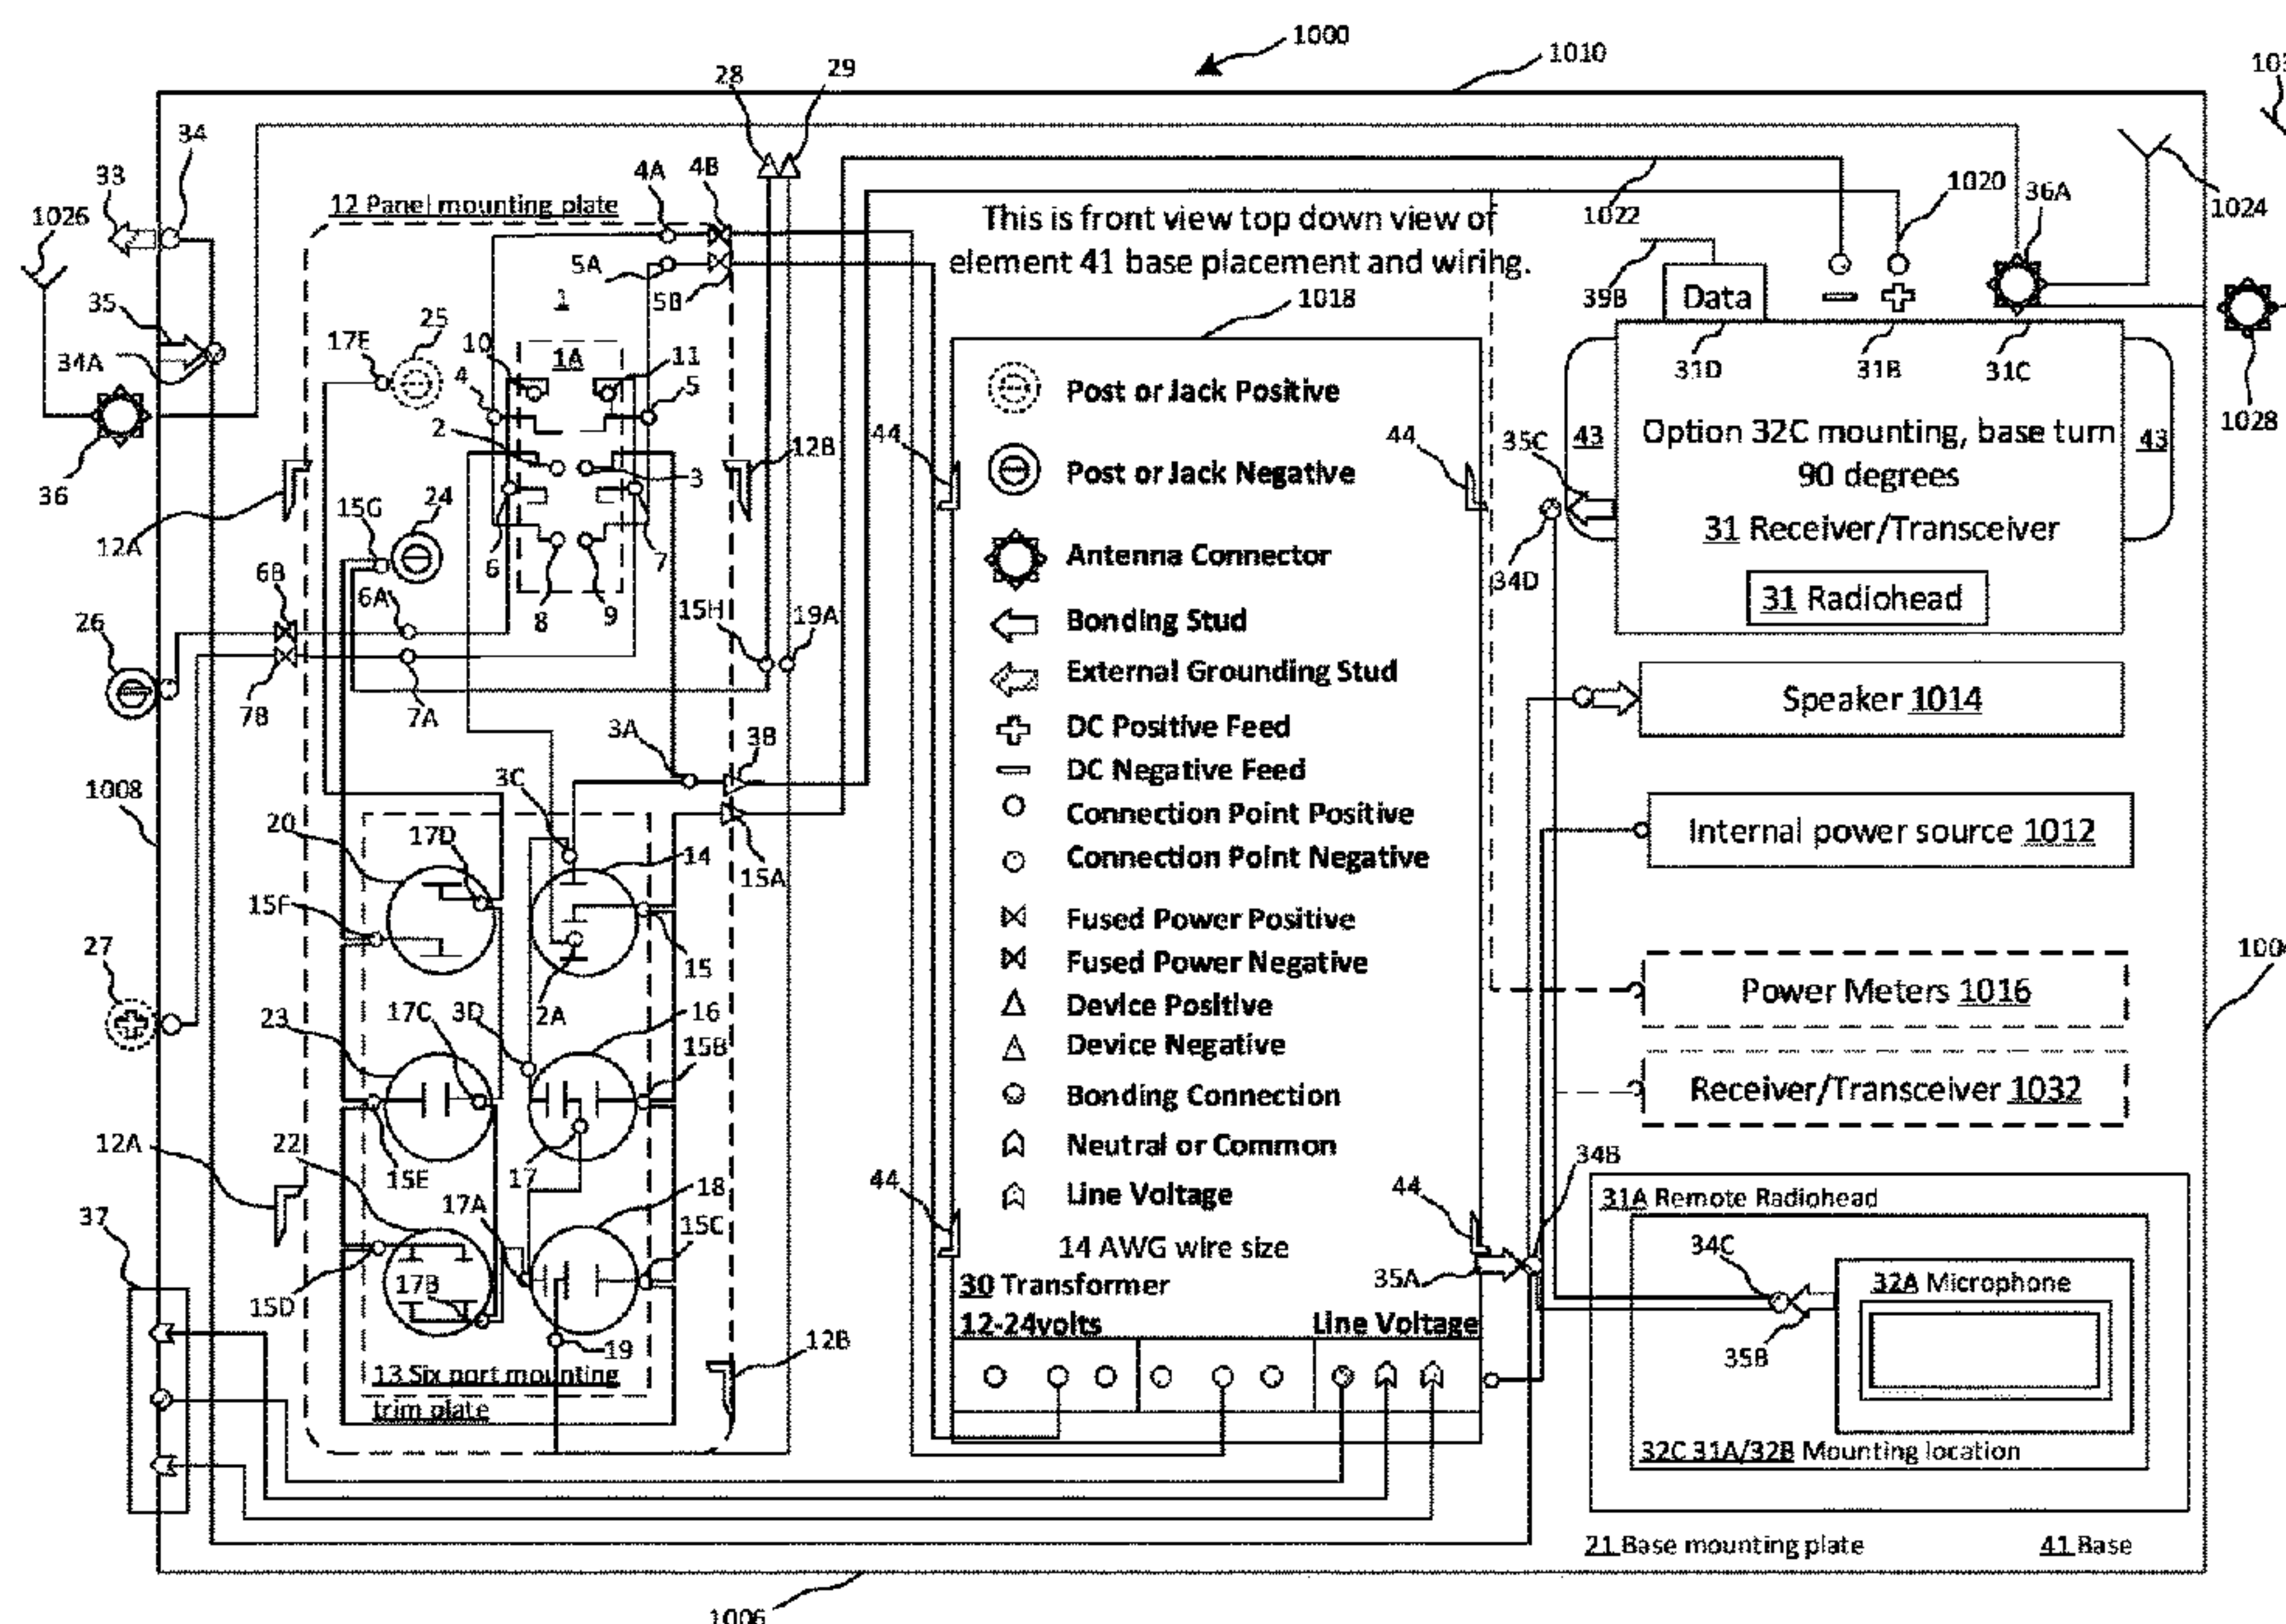 1000
1010
28
29
34
33
4A
4B
1020
36A
1026
12 Panel mounting plate
This is front view top down view of
element 41 base placement and wiring.
1022
1024
5A
5B
1
1018
39B
Data
35
25
17E
10
1A
11
34A
4
5
31D
31B
31C
1028
Post or Jack Positive
2
12B
44
44
35C
43
Option 32C mounting, base turn
90 degrees
43
36
3
Post or Jack Negative
15G
24
12A
31 Receiver/Transceiver
6
7
Antenna Connector
34D
6B
6A
31 Radiohead
26
8
9
15H
19A
Bonding Stud
External Grounding Stud
Speaker 1014
7B
7A
3A
3B
DC Positive Feed
3C
DC Negative Feed
1008
20
17D
Connection Point Positive
Internal power source 1012
14
15A
Connection Point Negative
15F
Fused Power Positive
27
15
Fused Power Negative
Power Meters 1016
2A
23
17C
3D
16
Device Positive
15B
Device Negative
Receiver/Transceiver 1032
Bonding Connection
12A
22
15E
17
Neutral or Common
34B
17A
18
44
Line Voltage
44
31A Remote Radiohead
37
15C
34C
14 AWG wire size
17B
15D
30 Transformer
35A
32A Microphone
12-24volts
Line Voltage
19
12B
35B
13 Six port mounting
trim plate
32C 31A/32B Mounting location
21 Base mounting plate
41 Base
1006